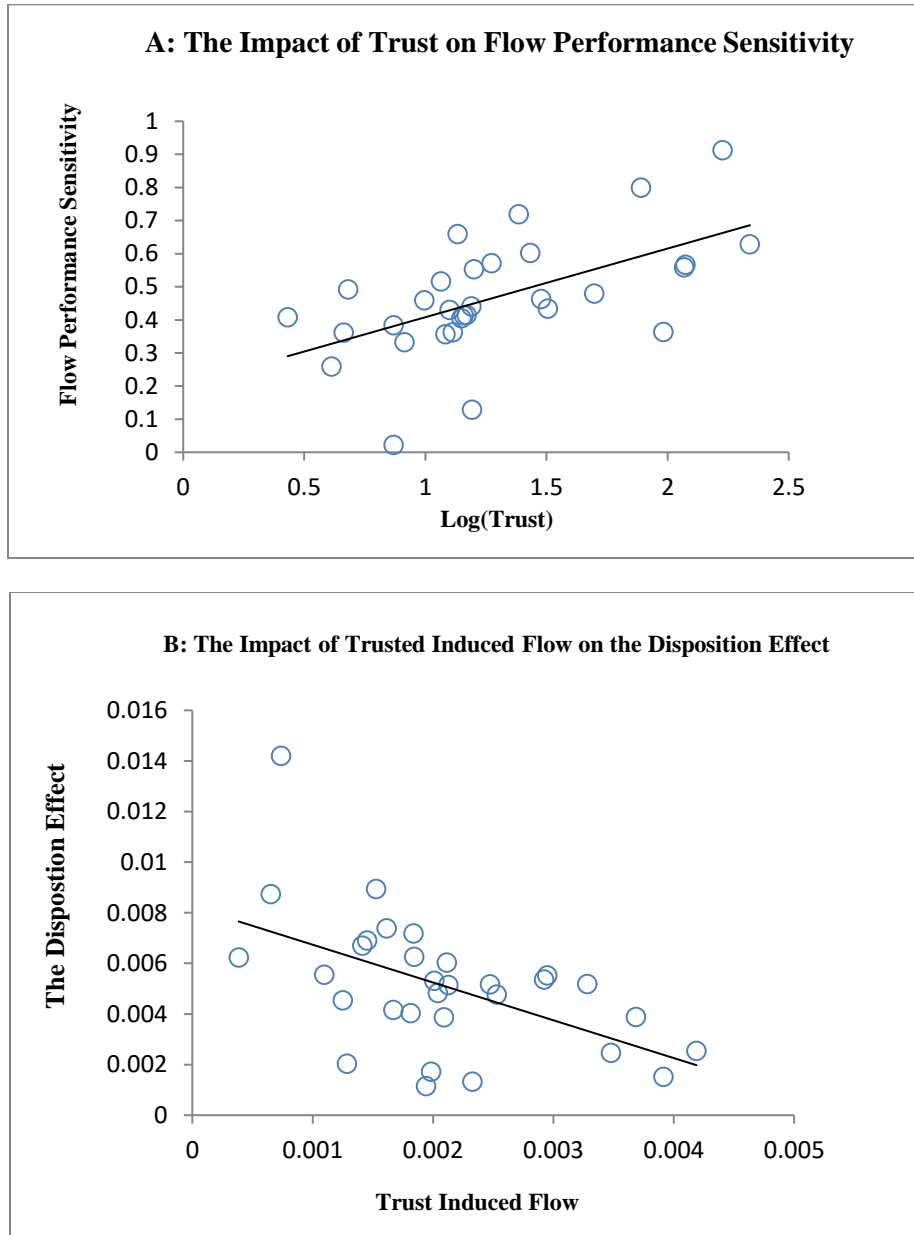 A: The Impact of Trust on Flow Performance Sensitivity
Flow Performance Sensitivity
1
0.9
0.8
0.7
0.6
0.5
0.4
0.3
0.2
0.1
0
0 0.5 1 1.5 2 2.5
Log(Trust)
B: The Impact of Trusted Induced Flow on the Disposition Effect
The Dispostion Effect
0.016
0.014
0.012
0.01
0.008
0.006
0.004
0.002
0
0 0.001 0.002 0.003 0.004 0.005
Trust Induced Flow